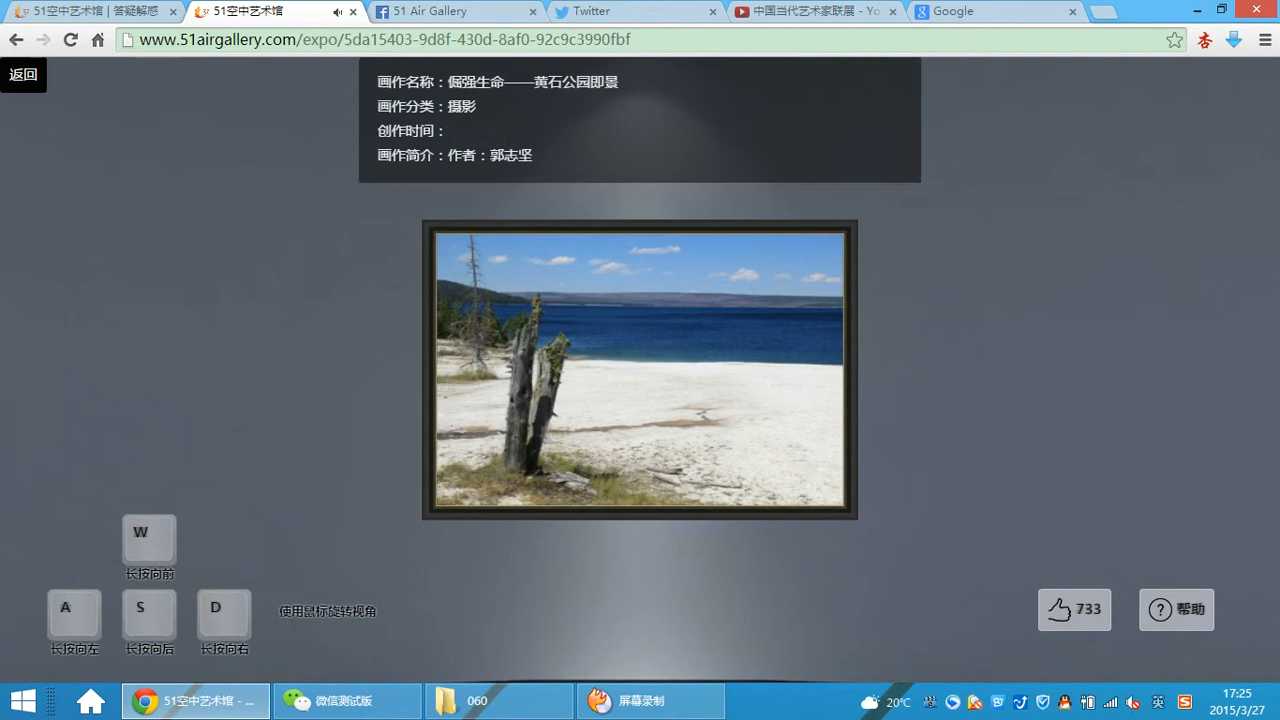 51空中艺术馆 | 答疑解惑
51空中艺术馆
51 Air Gallery
Twitter
中国当代艺术家联展 - Yo
Google
www.51airgallery.com/expo/5da15403-9d8f-430d-8af0-92c9c3990fbf
返回
画作名称：倔强生命——黄石公园即景
画作分类：摄影
创作时间：
画作简介：作者：郭志坚
W
长按向前
A
S
D
使用鼠标旋转视角
长按向左
长按向后
长按向右
733
? 帮助
51空中艺术馆 - ...
微信测试版
060
屏幕录制
20℃
英
17:25
2015/3/27